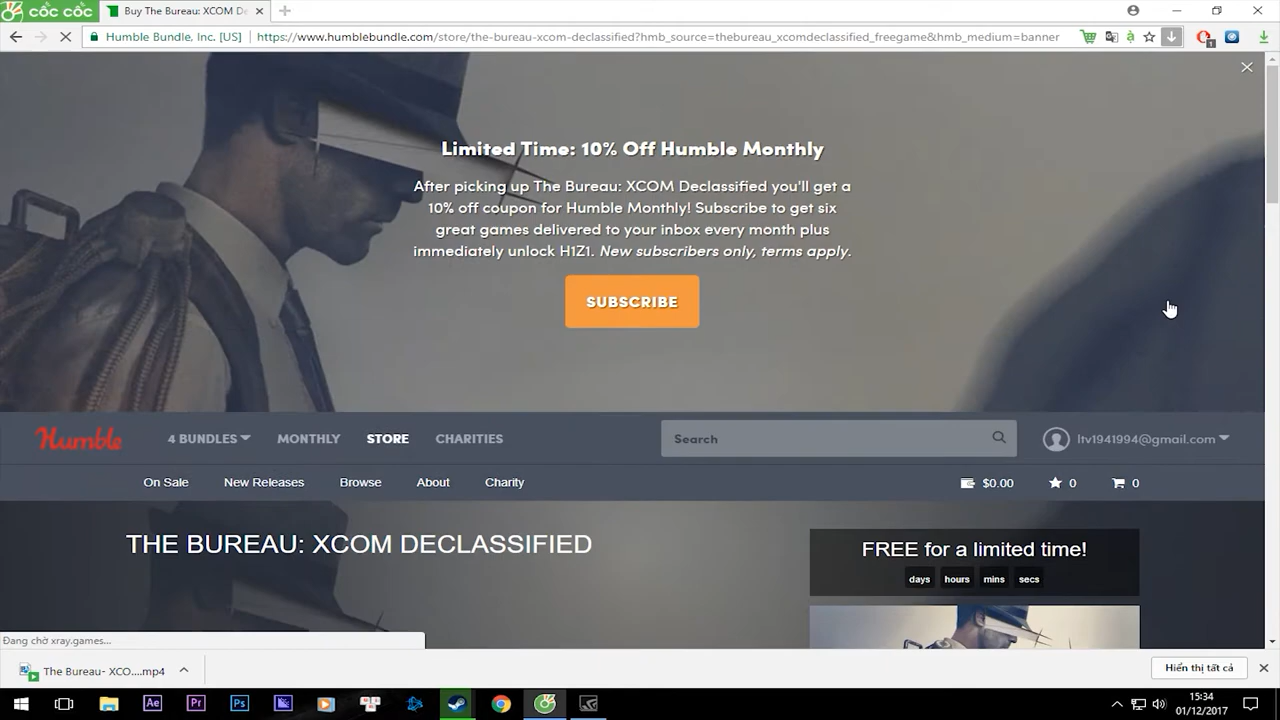 cốc cốc
Buy The Bureau: XCOM De
Humble Bundle, Inc. [US]
https://www.humblebundle.com/store/the-bureau-xcom-declassified?hmb_source=thebureau_xcomdeclassified_freegame&hmb_medium=banner
1
Limited Time: 10% Off Humble Monthly
After picking up The Bureau: XCOM Declassified you'll get a
10% off coupon for Humble Monthly! Subscribe to get six
great games delivered to your inbox every month plus
immediately unlock H1Z1. New subscribers only, terms apply.
SUBSCRIBE
Humble
4 BUNDLES
MONTHLY
STORE
CHARITIES
Search
ltv1941994@gmail.com
On Sale
New Releases
Browse
About
Charity
$0.00
0
0
THE BUREAU: XCOM DECLASSIFIED
FREE for a limited time!
days hours mins secs
Đang chờ xray.games...
The Bureau- XCO....mp4
Hiển thị tất cả
Ae
Pr
Ps
15:34
01/12/2017